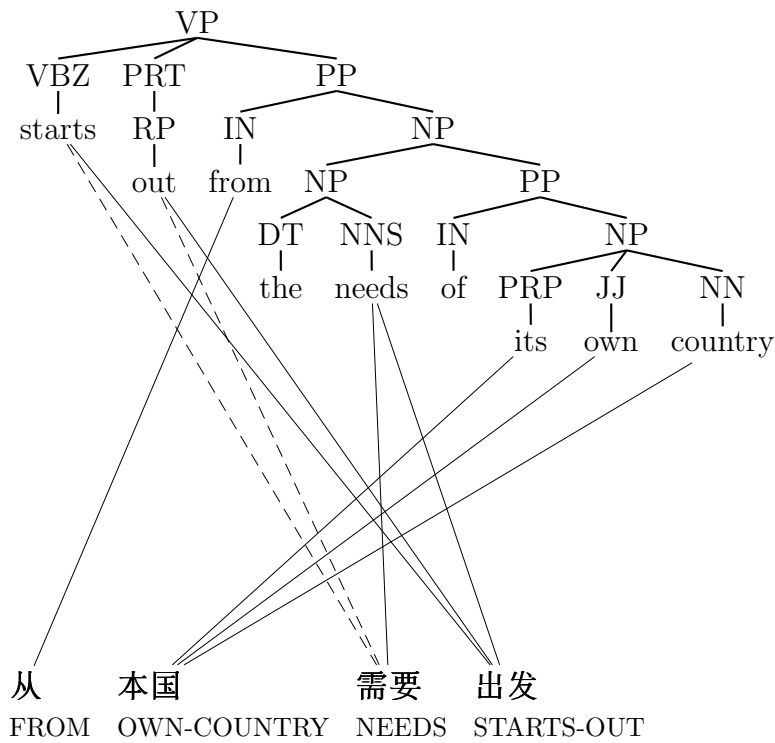 VP
VBZ PRT PP
starts RP IN NP
out from NP PP
DT NNS IN NP
the needs of PRP JJ NN
its own country
从 本国 需要 出发
FROM OWN-COUNTRY NEEDS STARTS-OUT